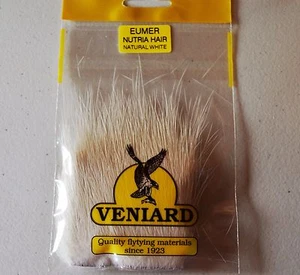 EUMER
NUTRIA HAIR
NATURAL WHITE
VENIARD
Quality flytying materials
since 1923